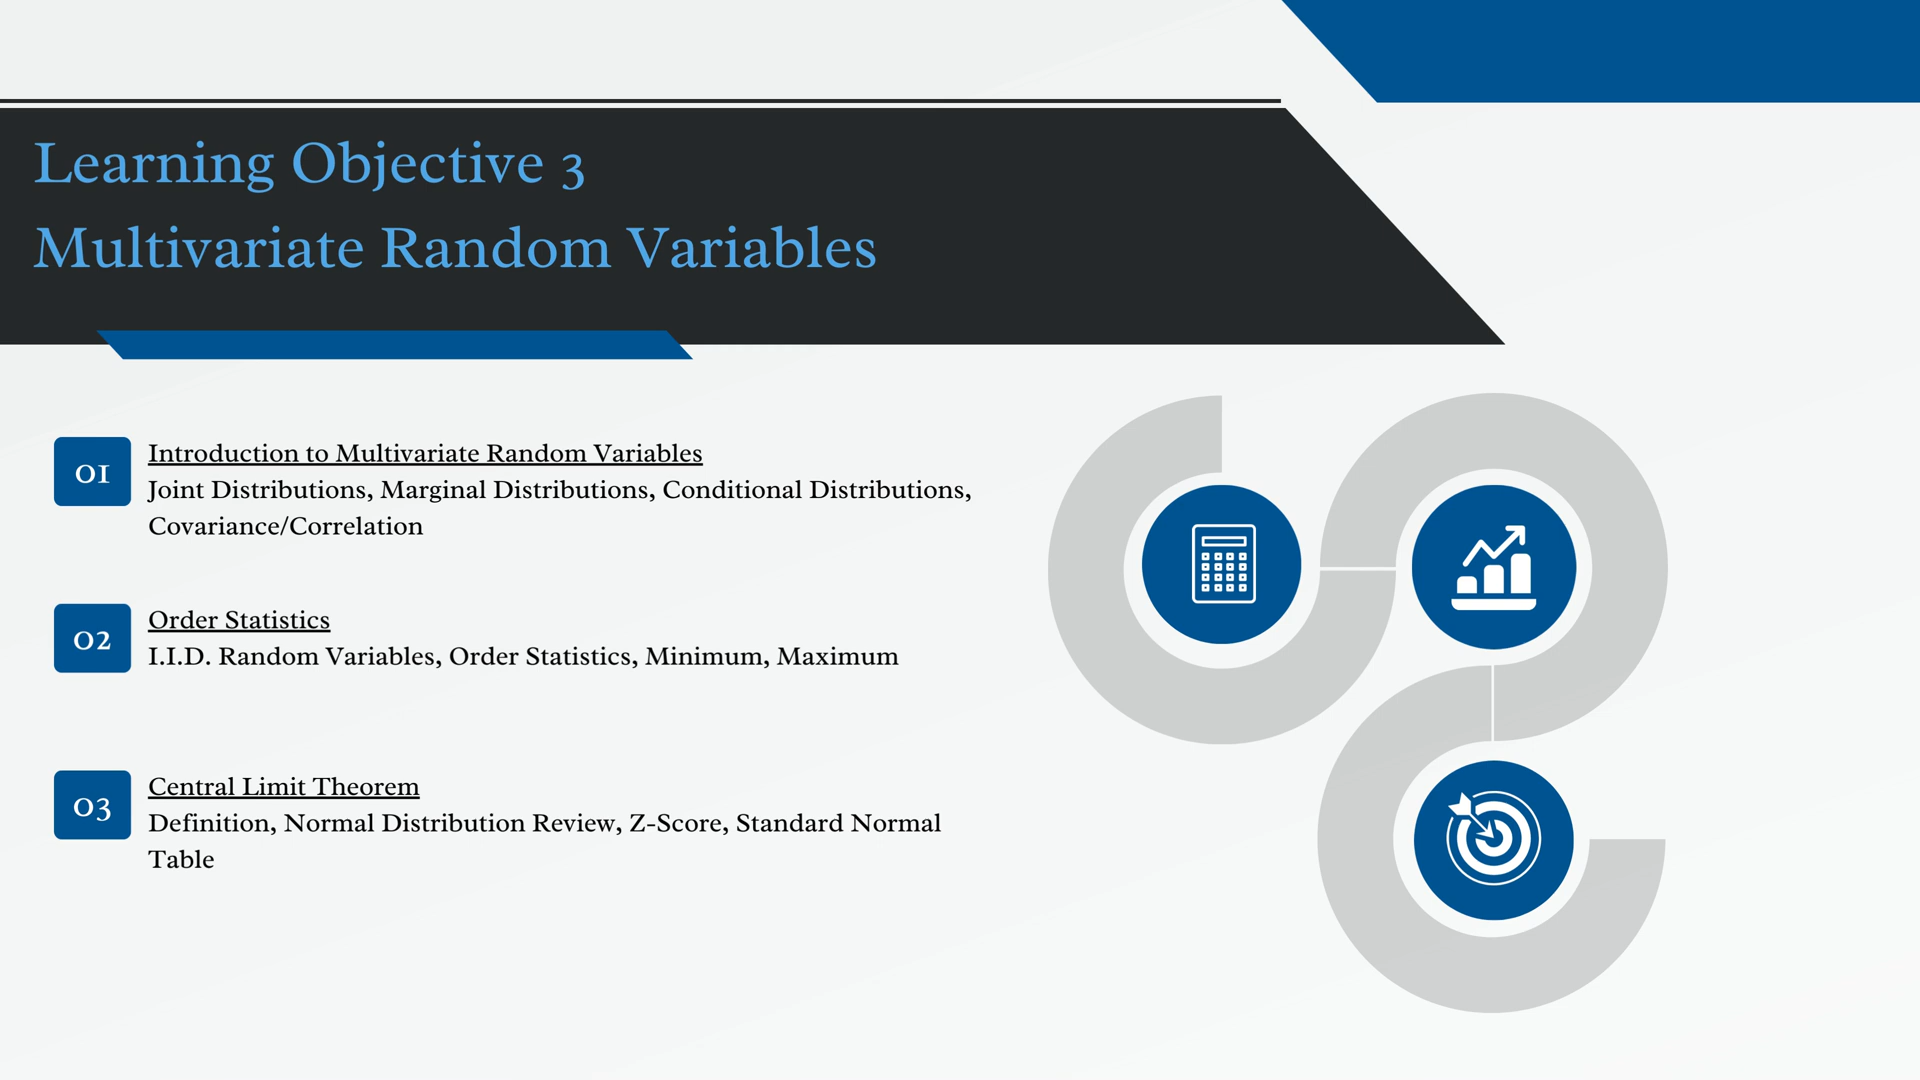 Learning Objective 3
Multivariate Random Variables
01
Introduction to Multivariate Random Variables
Joint Distributions, Marginal Distributions, Conditional Distributions,
Covariance/Correlation
02
Order Statistics
I.I.D. Random Variables, Order Statistics, Minimum, Maximum
03
Central Limit Theorem
Definition, Normal Distribution Review, Z-Score, Standard Normal
Table